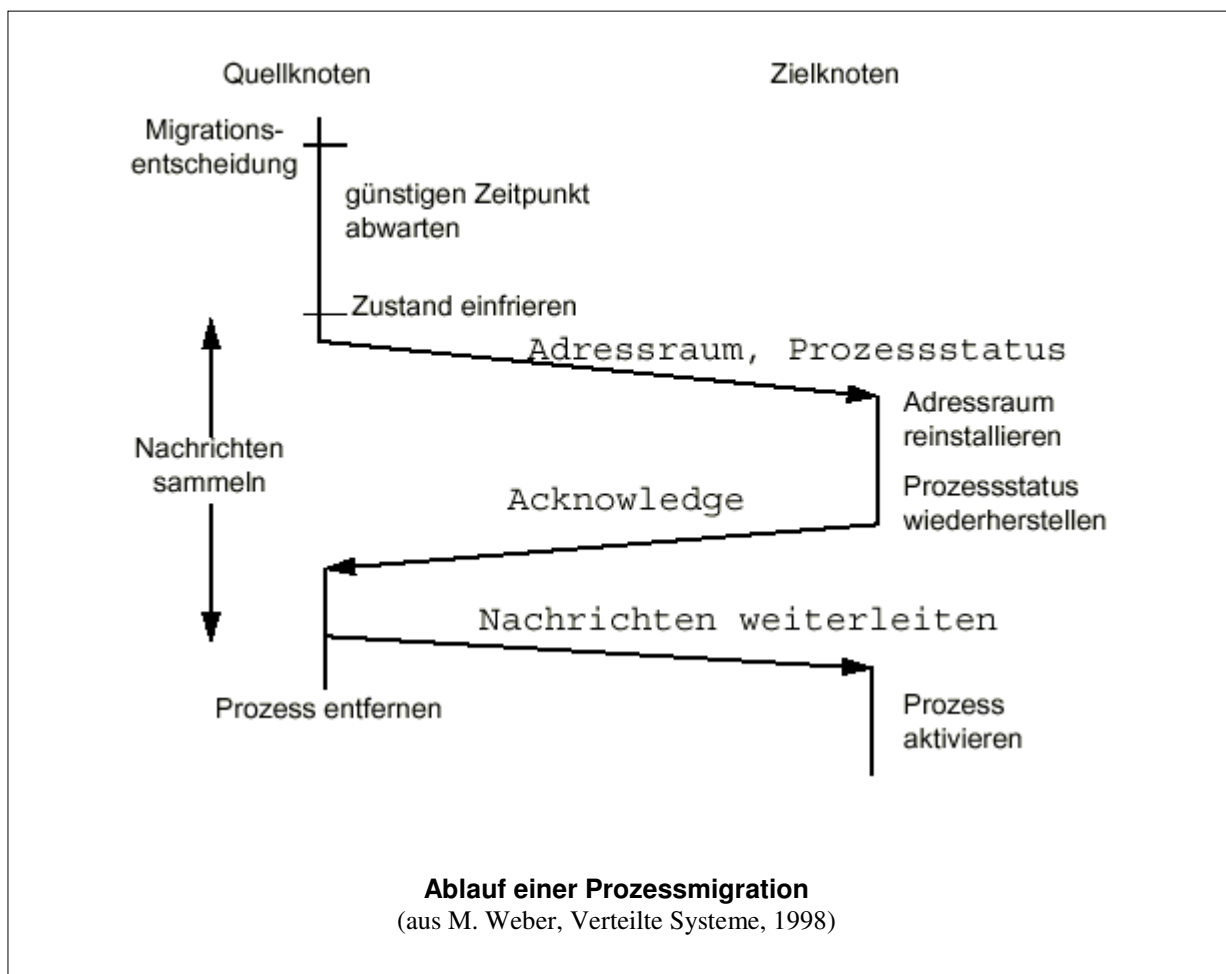 Quellknoten
Zielknoten
Migrations-
entscheidung
günstigen Zeitpunkt
abwarten
Zustand einfrieren
Adressraum, Prozessstatus
Adressraum
reinstallieren
Nachrichten
sammeln
Prozessstatus
wiederherstellen
Acknowledge
Nachrichten weiterleiten
Prozess entfernen
Prozess
aktivieren
Ablauf einer Prozessmigration
(aus M. Weber, Verteilte Systeme, 1998)